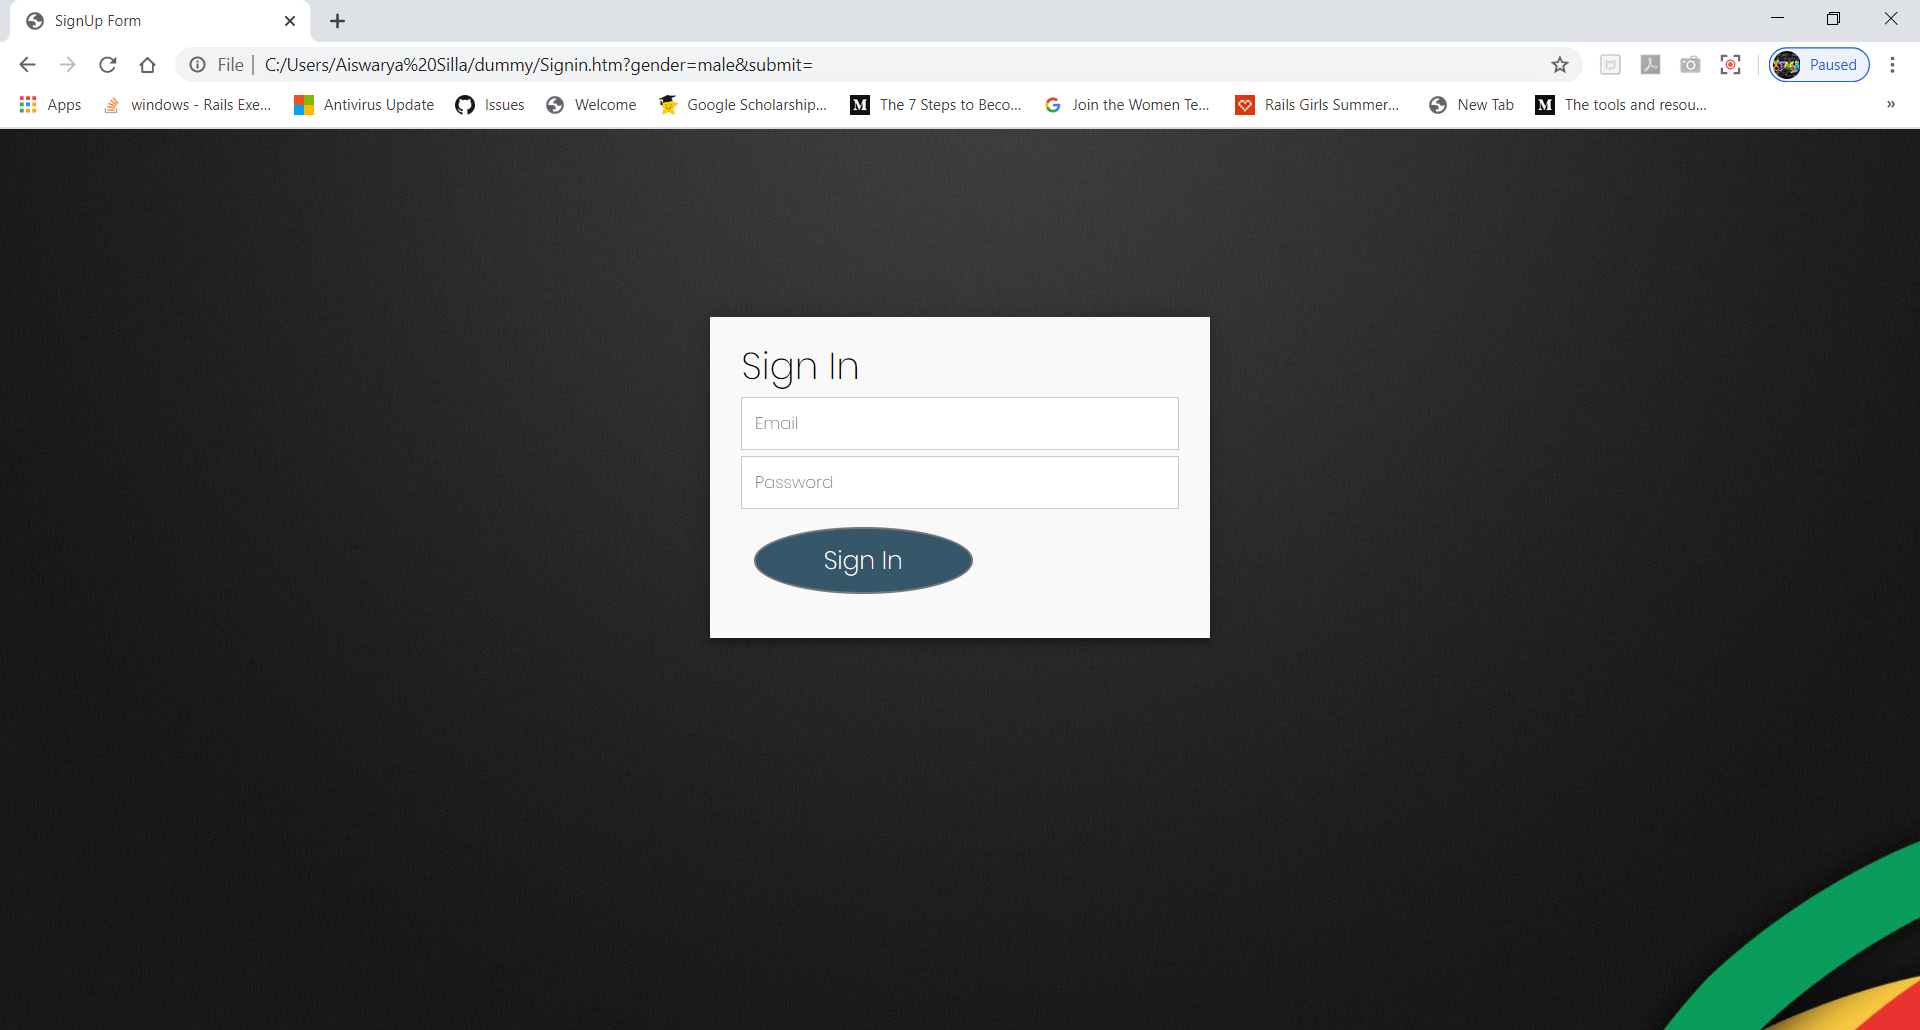 SignUp Form
File
C:/Users/Aiswarya%20Silla/dummy/Signin.htm?gender=male&submit=
Paused
Apps
windows - Rails Exe...
Antivirus Update
Issues
Welcome
Google Scholarship...
M
The 7 Steps to Beco...
G
Join the Women Te...
Rails Girls Summer...
New Tab
M
The tools and resou...
»
Sign In
Email
Password
Sign In